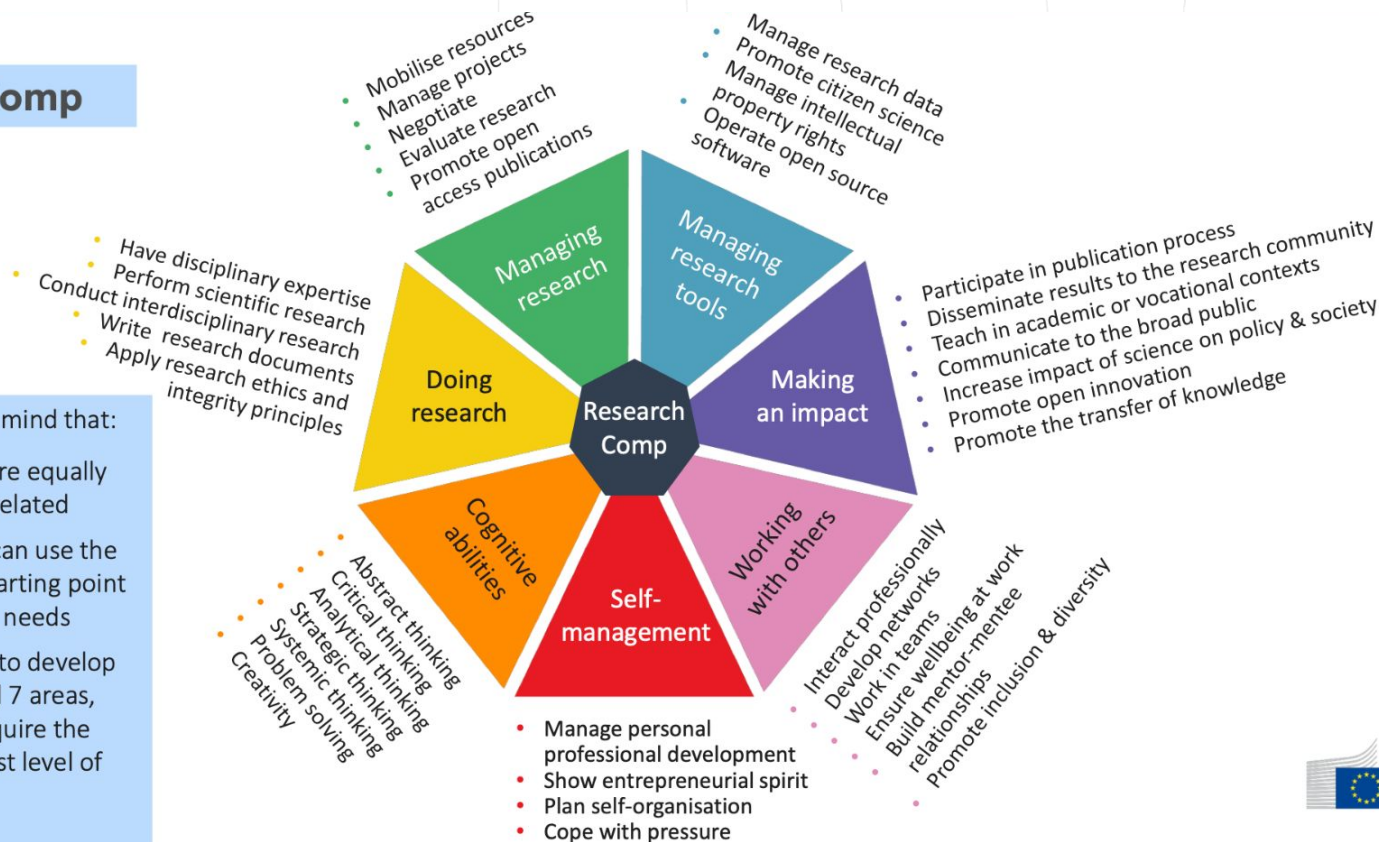 omp
mind that:
re equally
elated
can use the
arting point
needs
to develop
7 areas,
quire the
st level of
Mobilise resources
Manage projects
Negotiate
Evaluate research
Promote open
access publications
Manage research data
Promote citizen science
Manage intellectual
property rights
Operate open source
software
Have disciplinary expertise
Perform scientific research
Conduct interdisciplinary research
Write research documents
Apply research ethics and
integrity principles
Participate in publication process
Disseminate results to the research community
Teach in academic or vocational contexts
Communicate to the broad public
Increase impact of science on policy & society
Promote open innovation
Promote the transfer of knowledge
Managing
research
Managing
research
tools
Doing
research
Research
Comp
Making
an impact
Cognitive
abilities
Self-
management
Working
with others
Abstract thinking
Critical thinking
Analytical thinking
Strategic thinking
Systemic thinking
Problem solving
Creativity
Manage personal
professional development
Show entrepreneurial spirit
Plan self-organisation
Cope with pressure
Interact professionally
Develop networks
Work in teams
Ensure wellbeing at work
Build mentor-mentee
relationships
Promote inclusion & diversity